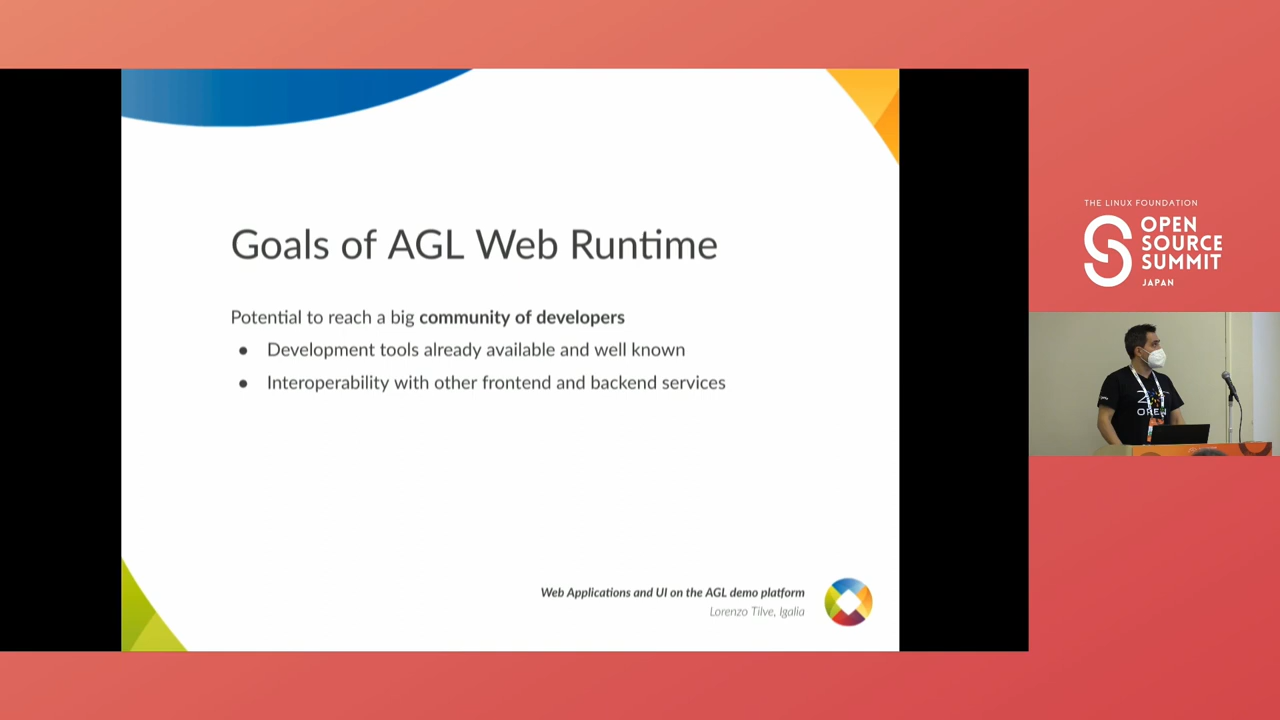 Goals of AGL Web Runtime
Potential to reach a big community of developers
● Development tools already available and well known
● Interoperability with other frontend and backend services
Web Applications and UI on the AGL demo platform
Lorenzo Tilve, Igalia
THE LINUX FOUNDATION
OPEN
SOURCE
SUMMIT
JAPAN